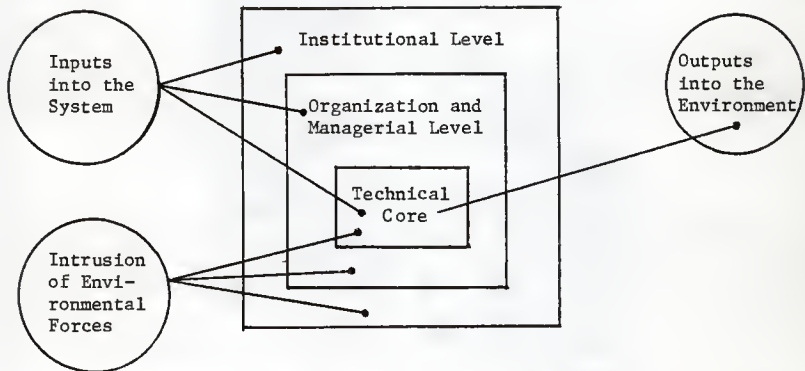 Inputs
into the
System
Institutional Level
Organization and
Managerial Level
Technical
Core
Outputs
into the
Environment
Intrusion
of Envi-
ronmental
Forces